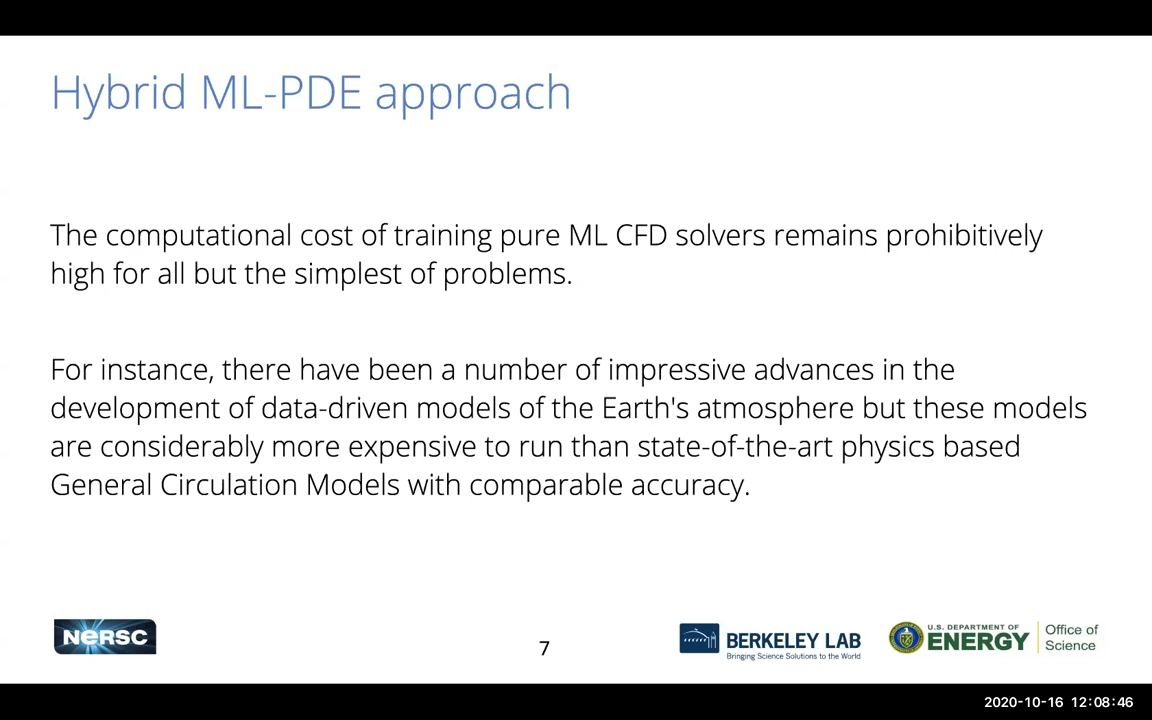 Hybrid ML-PDE approach
The computational cost of training pure ML CFD solvers remains prohibitively
high for all but the simplest of problems.
For instance, there have been a number of impressive advances in the
development of data-driven models of the Earth's atmosphere but these models
are considerably more expensive to run than state-of-the-art physics based
General Circulation Models with comparable accuracy.
NERSC
7
BERKELEY LAB
Bringing Science Solutions to the World
U.S. DEPARTMENT OF
ENERGY
Office of
Science
2020-10-16 12:08:46